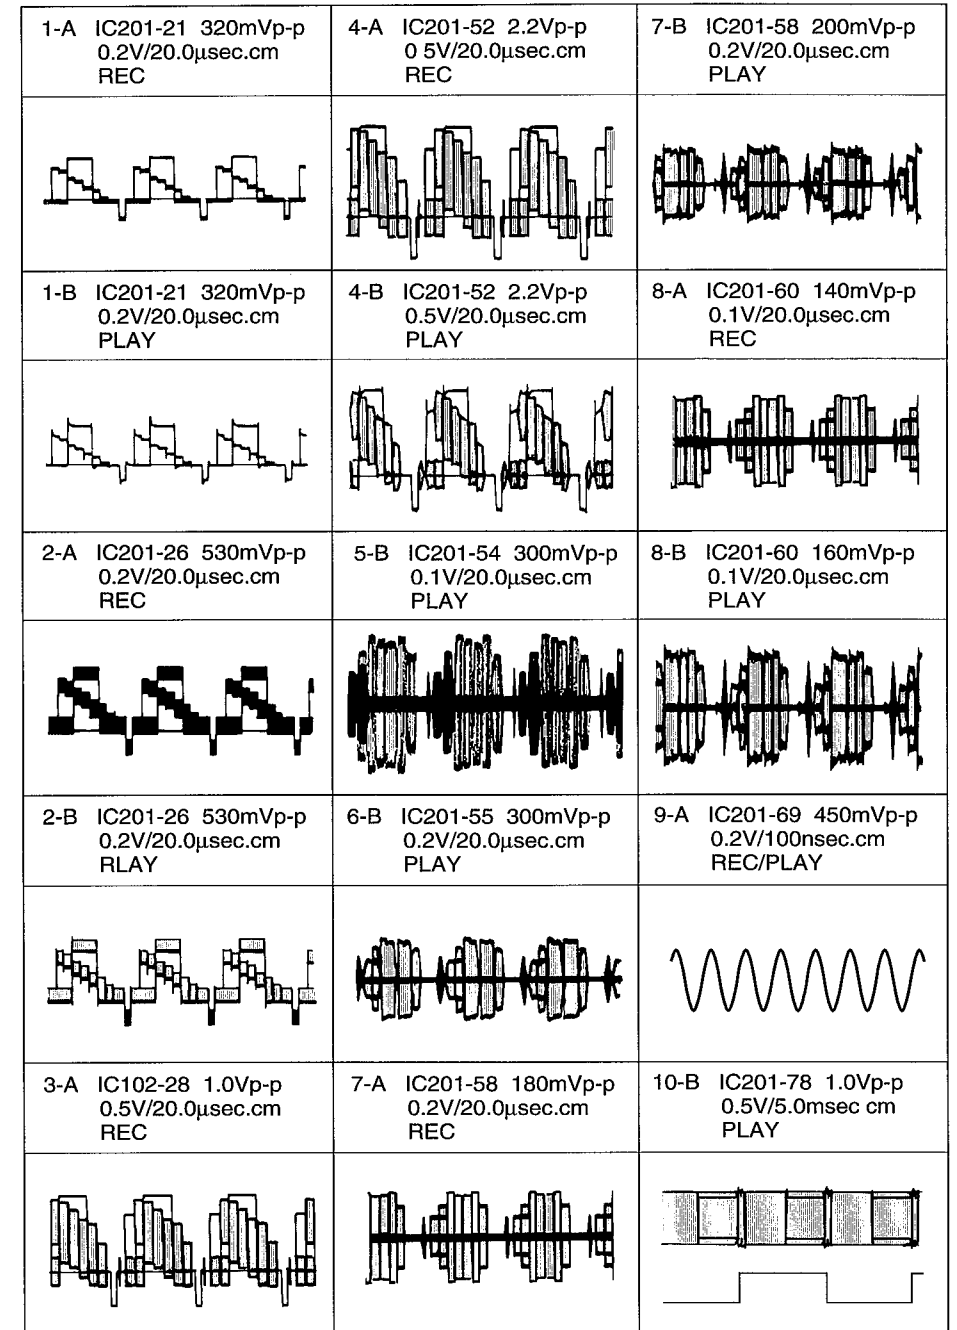 1-A IC201-21 320mVp-p
0.2V/20.0μsec.cm
REC
4-A IC201-52 2.2Vp-p
0 5V/20.0μsec.cm
REC
7-B IC201-58 200mVp-p
0.2V/20.0μsec.cm
PLAY
1-B IC201-21 320mVp-p
0.2V/20.0μsec.cm
PLAY
4-B IC201-52 2.2Vp-p
0.5V/20.0μsec.cm
PLAY
8-A IC201-60 140mVp-p
0.1V/20.0μsec.cm
REC
2-A IC201-26 530mVp-p
0.2V/20.0μsec.cm
REC
5-B IC201-54 300mVp-p
0.1V/20.0μsec.cm
PLAY
8-B IC201-60 160mVp-p
0.1V/20.0μsec.cm
PLAY
2-B IC201-26 530mVp-p
0.2V/20.0μsec.cm
RLAY
6-B IC201-55 300mVp-p
0.2V/20.0μsec.cm
PLAY
9-A IC201-69 450mVp-p
0.2V/100nsec.cm
REC/PLAY
3-A IC102-28 1.0Vp-p
0.5V/20.0μsec.cm
REC
7-A IC201-58 180mVp-p
0.2V/20.0μsec.cm
REC
10-B IC201-78 1.0Vp-p
0.5V/5.0msec cm
PLAY